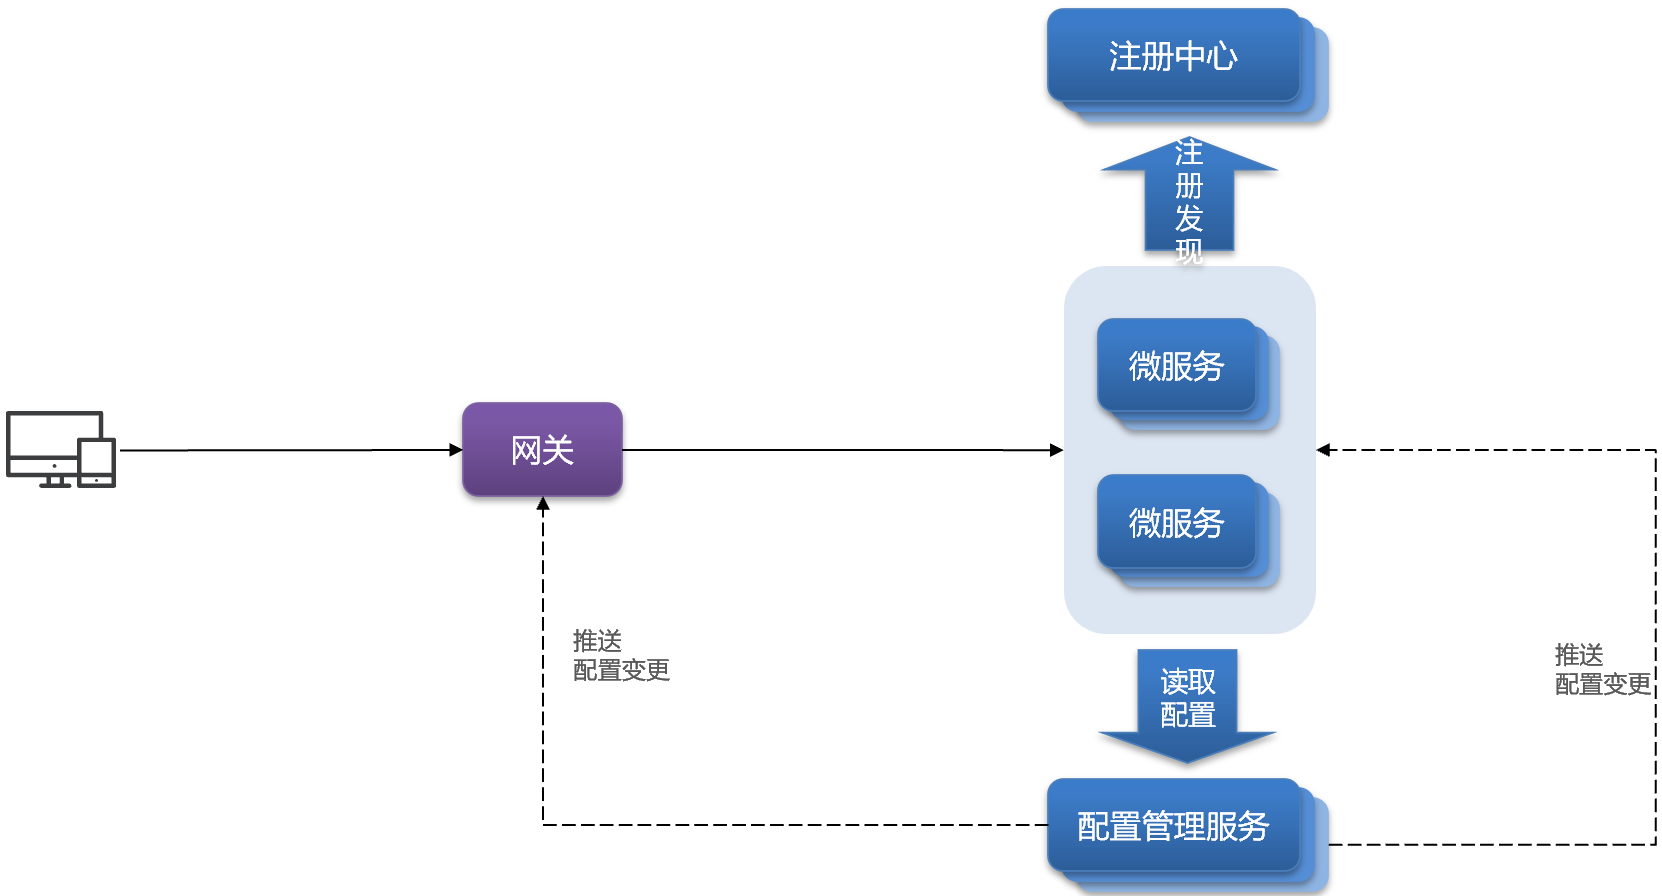 注册中心
注
册
发
现
微服务
网关
微服务
推送
配置变更
读取
配置
推送
配置变更
配置管理服务